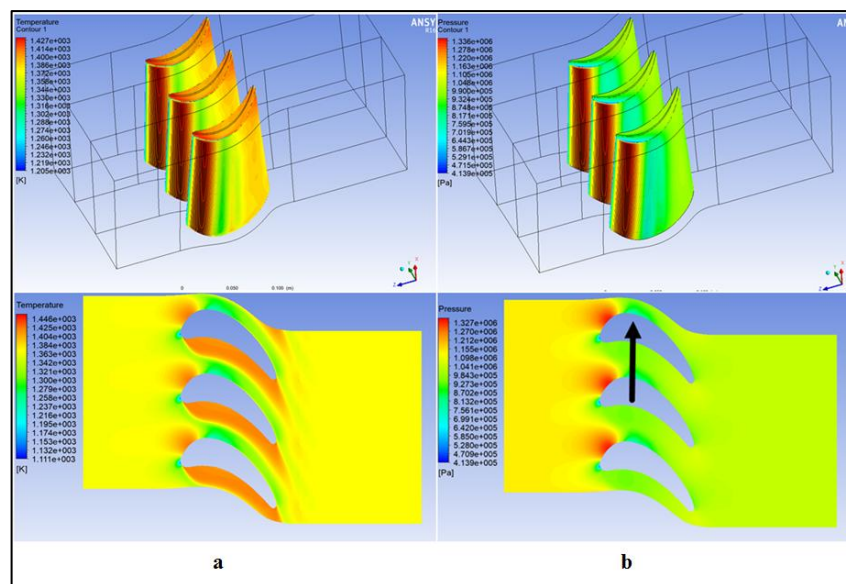 Temperature
Contour 1
1.427e+003
1.414e+003
1.400e+003
1.386e+003
1.372e+003
1.358e+003
1.344e+003
1.330e+003
1.316e+003
1.302e+003
1.288e+003
1.274e+003
1.260e+003
1.246e+003
1.232e+003
1.219e+003
1.205e+003
[K]
ANSY
R16
0 0.050 0.100 (m)
X
Y
Z
Pressure
Contour 1
1.336e+006
1.278e+006
1.220e+006
1.163e+006
1.105e+006
1.048e+006
9.900e+005
9.324e+005
8.748e+005
8.171e+005
7.595e+005
7.019e+005
6.443e+005
5.867e+005
5.291e+005
4.715e+005
4.139e+005
[Pa]
AN
X
Y
Z
Temperature
1.446e+003
1.425e+003
1.404e+003
1.384e+003
1.363e+003
1.342e+003
1.321e+003
1.300e+003
1.279e+003
1.258e+003
1.237e+003
1.216e+003
1.195e+003
1.174e+003
1.153e+003
1.132e+003
1.111e+003
[K]
Pressure
1.327e+006
1.270e+006
1.212e+006
1.155e+006
1.098e+006
1.041e+006
9.843e+005
9.273e+005
8.702e+005
8.132e+005
7.561e+005
6.991e+005
6.420e+005
5.850e+005
5.280e+005
4.709e+005
4.139e+005
[Pa]
a
b